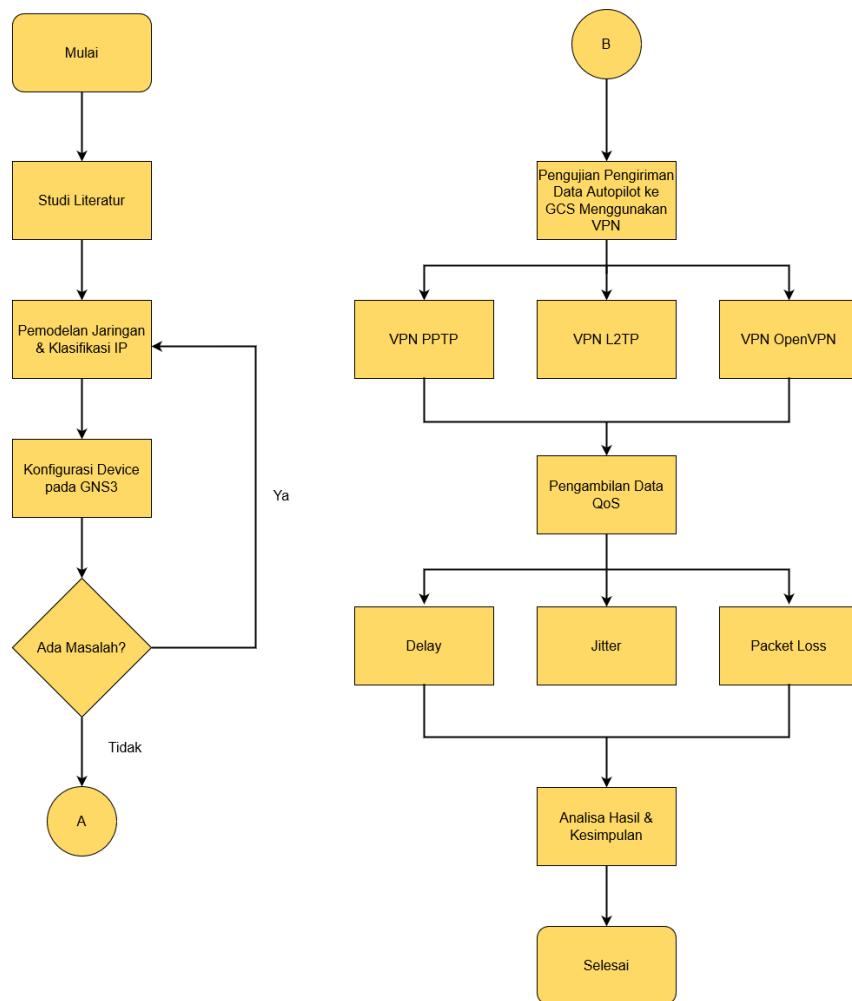 Mulai
Studi Literatur
Pemodelan Jaringan
& Klasifikasi IP
Konfigurasi Device
pada GNS3
Ya
Ada Masalah?
Tidak
A
B
Pengujian Pengiriman
Data Autopilot ke
GCS Menggunakan
VPN
VPN PPTP
VPN L2TP
VPN OpenVPN
Pengambilan Data
QoS
Delay
Jitter
Packet Loss
Analisa Hasil &
Kesimpulan
Selesai